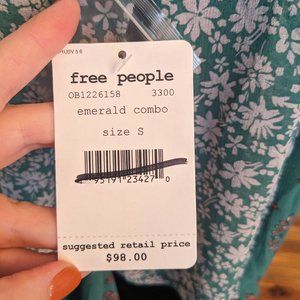 free people
OB1226158 3300
emerald combo
size S
suggested retail price
$98.00